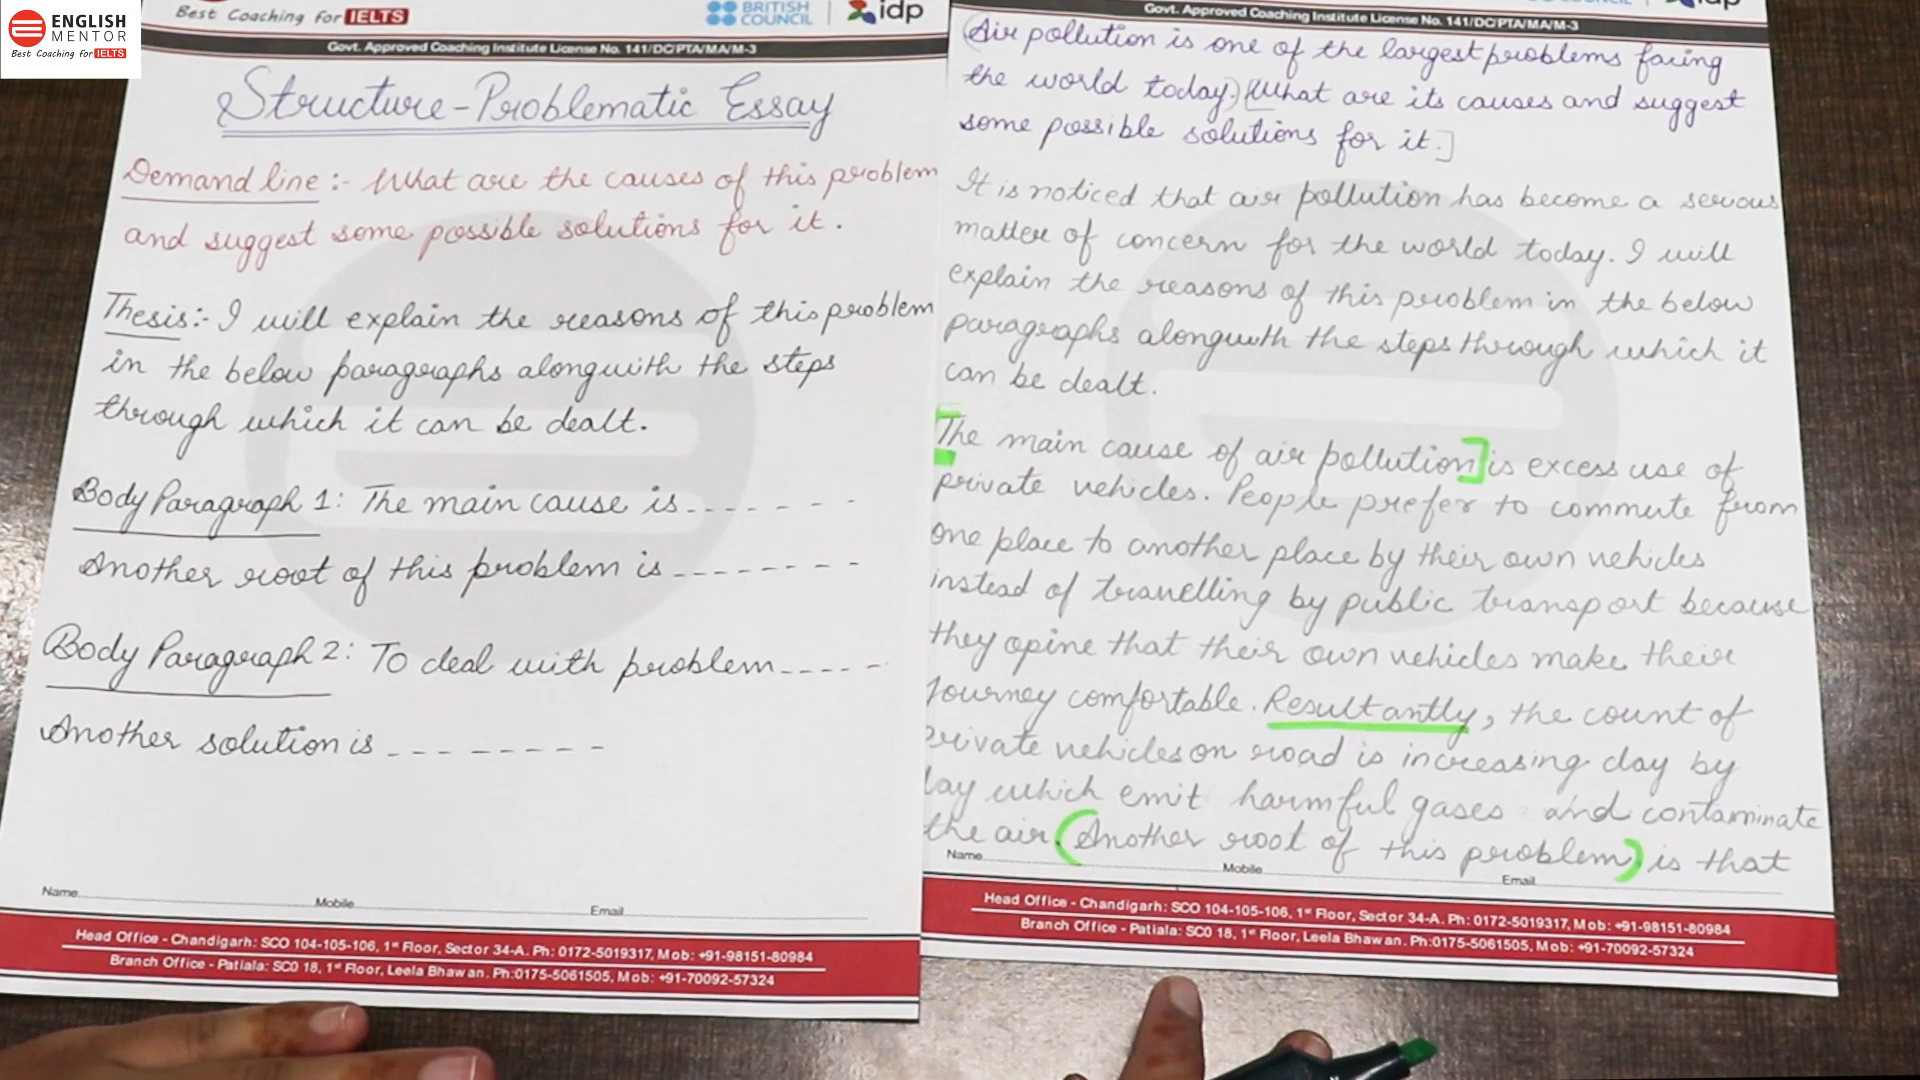 ENGLISH
MENTOR
Best Coaching for IELTS
Best Coaching for IELTS
BRITISH
COUNCIL
idp
Govt. Approved Coaching Institute License No. 141/DC/PTA/MA/M-3
Structure-Problematic Essay
Demand line:- What are the causes of this problem
and suggest some possible solutions for it.
Thesis:- I will explain the reasons of this problem
in the below paragraphs alongwith the steps
through which it can be dealt.
Body Paragraph 1: The main cause is------
Another root of this problem is--------
Body Paragraph 2: To deal with problem-----
Another solution is --------
Name
Mobile
Email
Head Office - Chandigarh: SCO 104-105-106, 1st Floor, Sector 34-A. Ph: 0172-5019317, Mob: +91-98151-80984
Branch Office - Patiala: SCO 18, 1st Floor, Leela Bhawan. Ph:0175-5061505, Mob: +91-70092-57324
idp
Govt. Approved Coaching Institute License No. 141/DC/PTA/MA/M-3
(Air pollution is one of the largest problems facing
the world today.) [What are its causes and suggest
some possible solutions for it.]
It is noticed that air pollution has become a serious
matter of concern for the world today. I will
explain the reasons of this problem in the below
paragraphs alongwith the steps through which it
can be dealt.
[The main cause of air pollution] is excess use of
private vehicles. People prefer to commute from
one place to another place by their own vehicles
instead of travelling by public transport because
they opine that their own vehicles make their
Journey comfortable. Resultantly, the count of
private vehicles on road is increasing day by
day which emit harmful gases and contaminate
the air. (Another root of this problem) is that
Name
Mobile
Email
Head Office - Chandigarh: SCO 104-105-106, 1st Floor, Sector 34-A. Ph: 0172-5019317, Mob: +91-98151-80984
Branch Office - Patiala: SCO 18, 1st Floor, Leela Bhawan. Ph:0175-5061505, Mob: +91-70092-57324